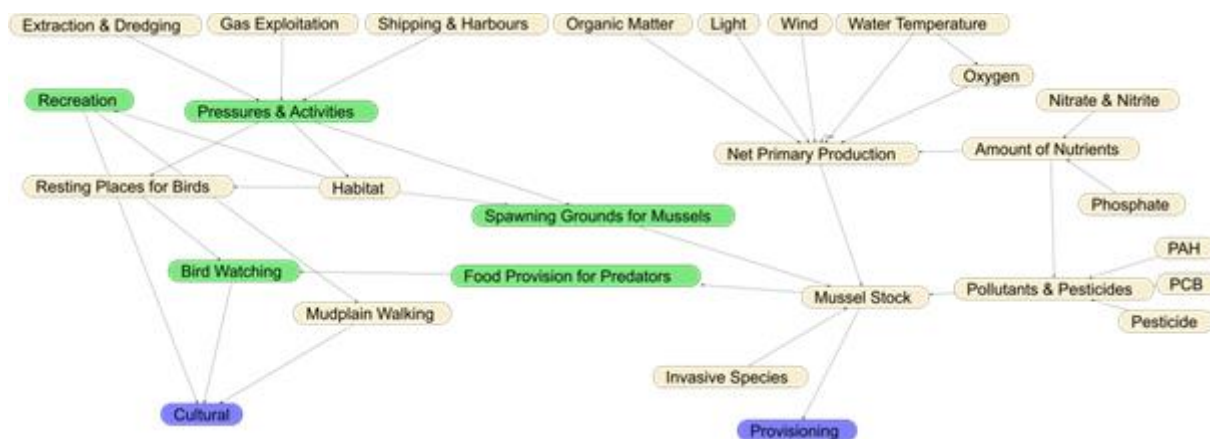 Extraction & Dredging
Gas Exploitation
Shipping & Harbours
Organic Matter
Light
Wind
Water Temperature
Oxygen
Recreation
Pressures & Activities
Nitrate & Nitrite
Net Primary Production
Amount of Nutrients
Resting Places for Birds
Habitat
Spawning Grounds for Mussels
Phosphate
Bird Watching
Food Provision for Predators
PAH
Mussel Stock
Pollutants & Pesticides
PCB
Mudplain Walking
Pesticide
Invasive Species
Cultural
Provisioning